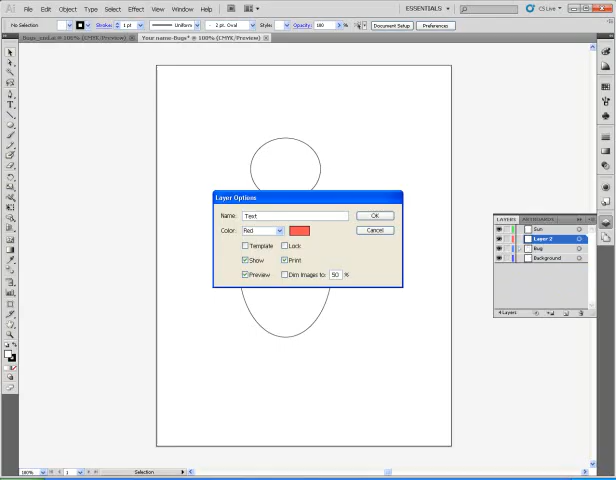 Ai File Edit Object Type Select Effect View Window Help ESSENTIALS CS Live
No Selection Stroke: 1 pt Uniform 2 pt. Oval Style: Opacity: 100 % Document Setup Preferences
Bugs_end.ai @ 100% (CMYK/Preview) Your name-Bugs* @ 100% (CMYK/Preview)
Layer Options
Name: Text OK
Color: Red Cancel
Template Lock
Show Print
Preview Dim Images to: 50 %
LAYERS ARTBOARDS
Sun
Layer 2
Bug
Background
4 Layers
100% 1 Selection